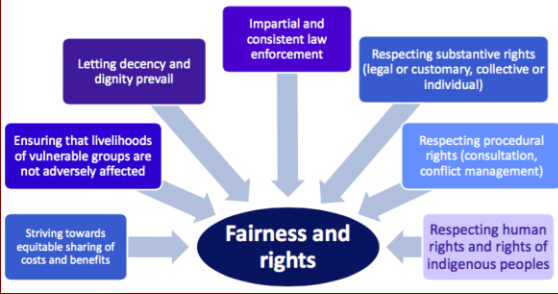 Impartial and
consistent law
enforcement
Letting decency and
dignity prevail
Respecting substantive rights
(legal or customary, collective or
individual)
Ensuring that livelihoods
of vulnerable groups are
not adversely affected
Respecting procedural
rights (consultation,
conflict management)
Striving towards
equitable sharing of
costs and benefits
Fairness and
rights
Respecting human
rights and rights of
indigenous peoples